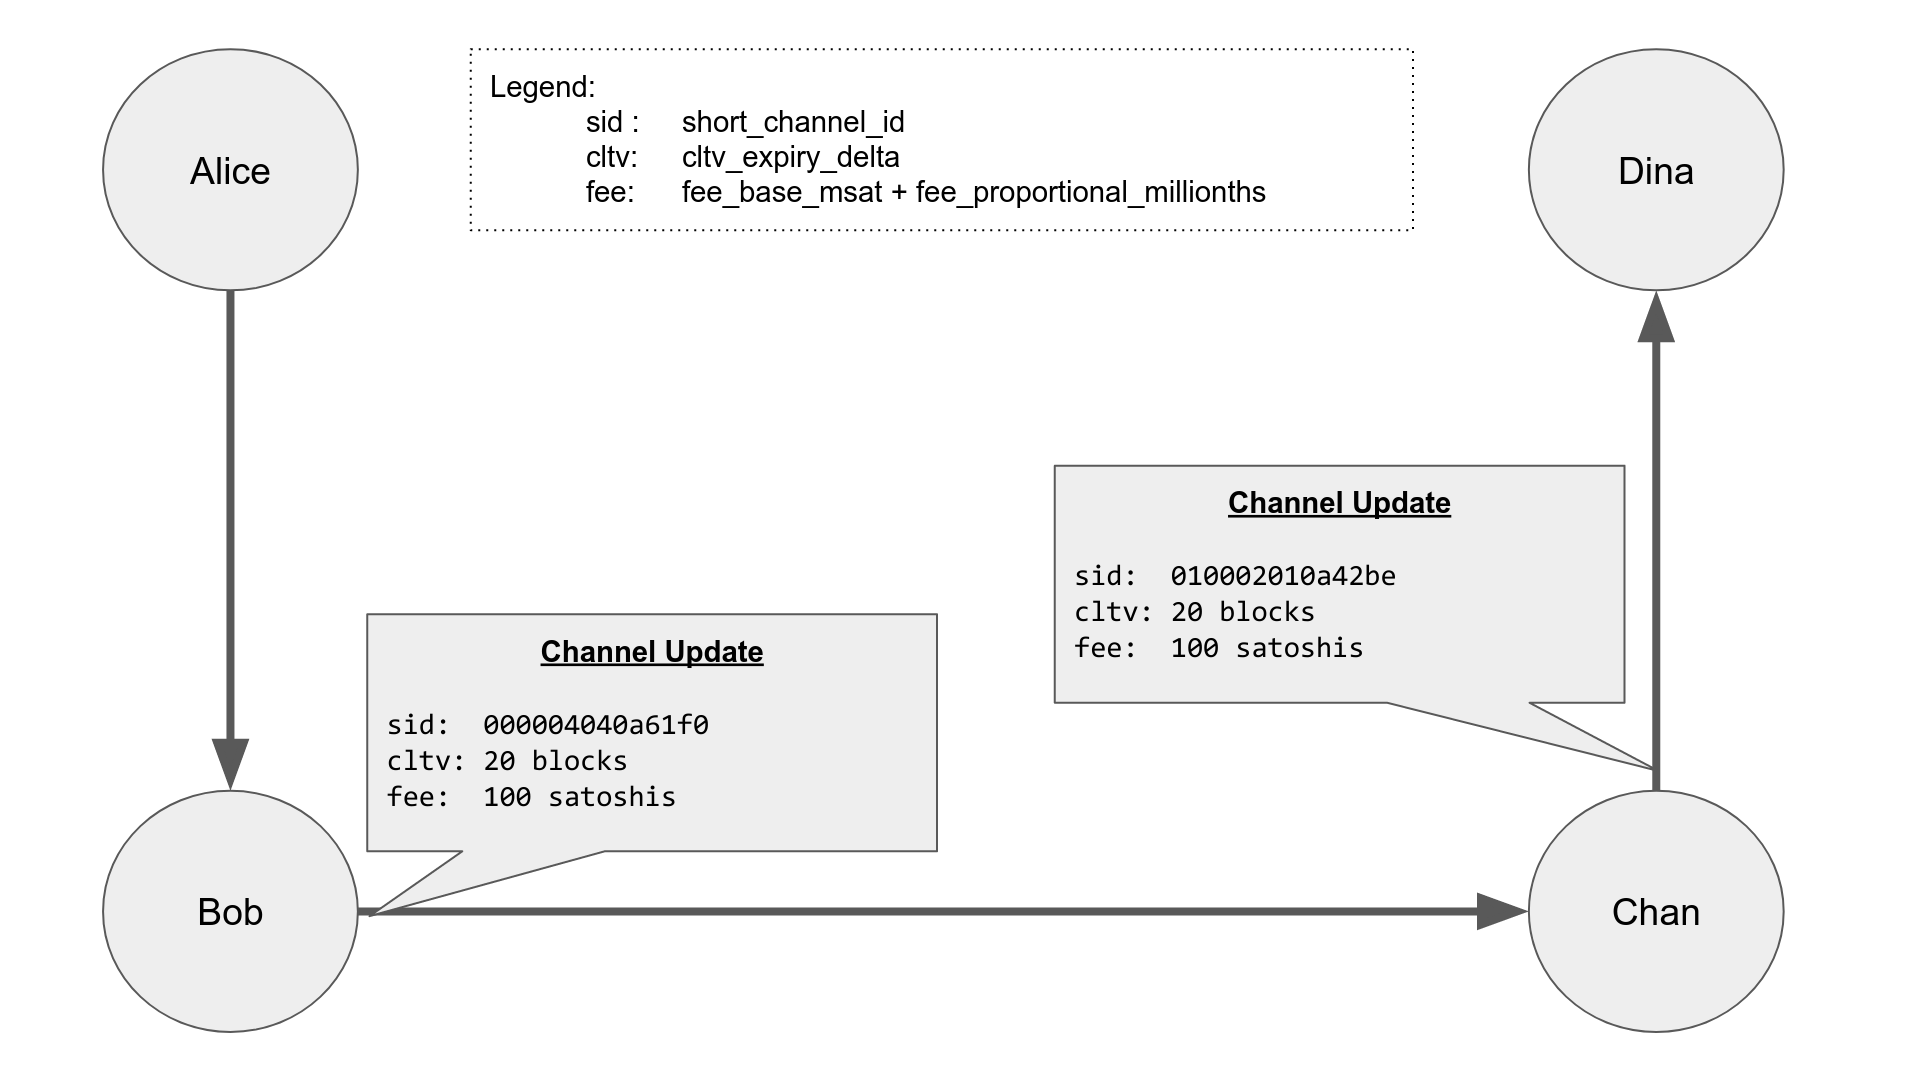 Alice
Legend:
sid : short_channel_id
cltv: cltv_expiry_delta
fee: fee_base_msat + fee_proportional_millionths
Dina
Channel Update
sid: 010002010a42be
cltv: 20 blocks
fee: 100 satoshis
Channel Update
sid: 000004040a61f0
cltv: 20 blocks
fee: 100 satoshis
Bob
Chan